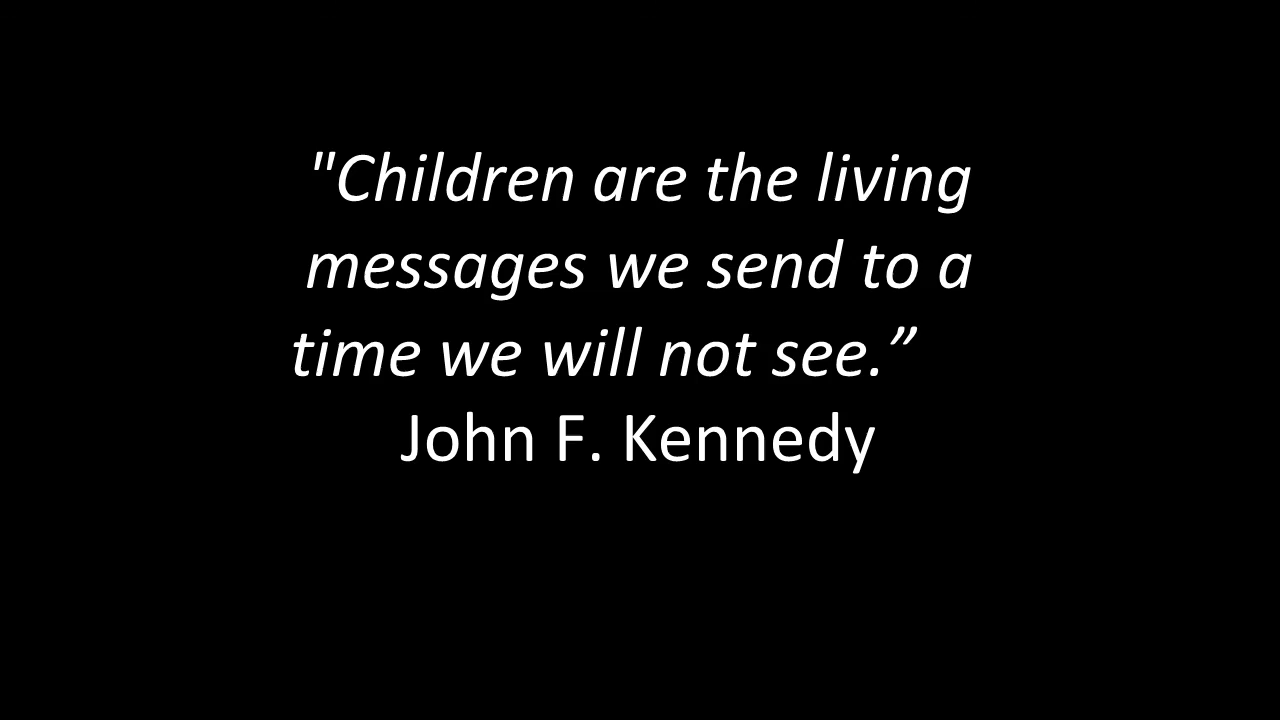 "Children are the living
messages we send to a
time we will not see.”
John F. Kennedy